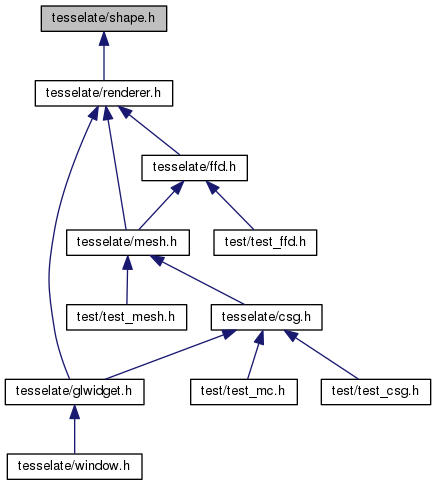 tesselate/shape.h
tesselate/renderer.h
tesselate/ffd.h
tesselate/mesh.h
test/test_ffd.h
test/test_mesh.h
tesselate/csg.h
tesselate/glwidget.h
test/test_mc.h
test/test_csg.h
tesselate/window.h